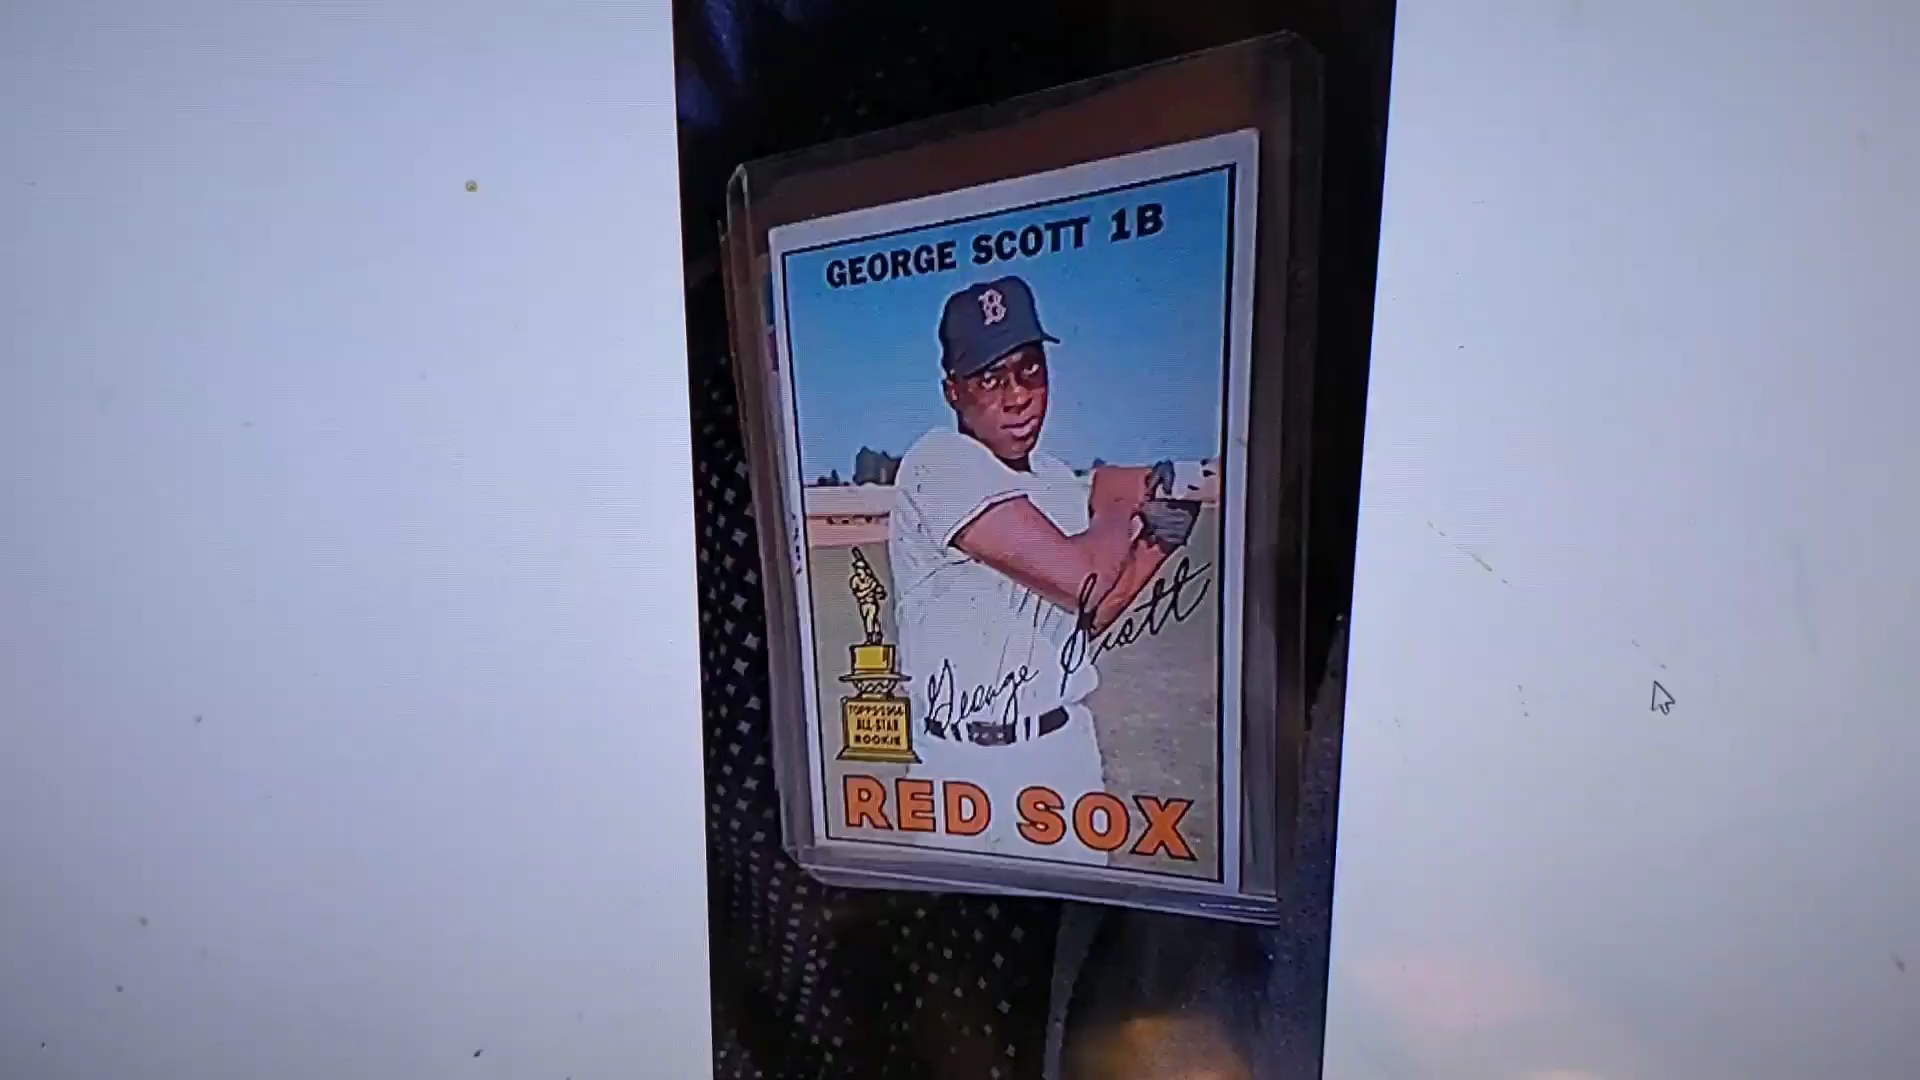 GEORGE SCOTT 1B
B
George Scott
TOPPS 1966
ALL-STAR
ROOKIE
RED SOX